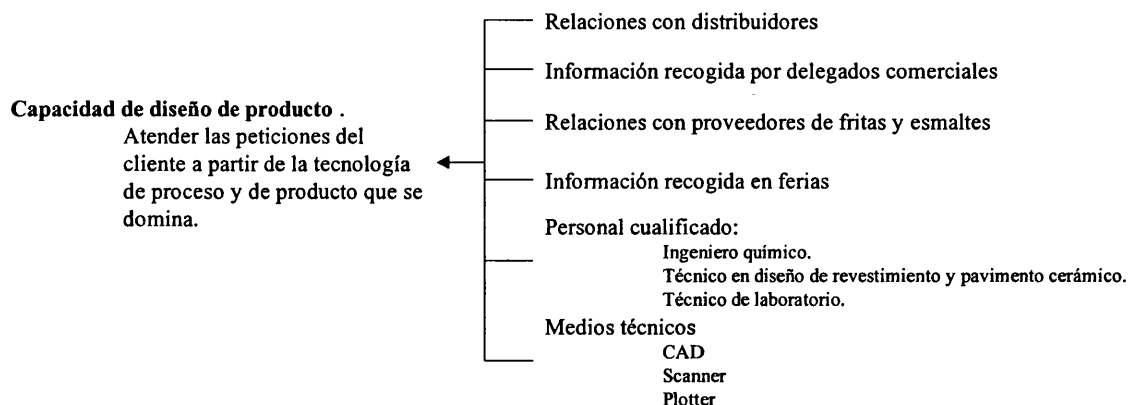 Capacidad de diseño de producto .
Atender las peticiones del
cliente a partir de la tecnología
de proceso y de producto que se
domina.
Relaciones con distribuidores
Información recogida por delegados comerciales
Relaciones con proveedores de fritas y esmaltes
Información recogida en ferias
Personal cualificado:
Ingeniero químico.
Técnico en diseño de revestimiento y pavimento cerámico.
Técnico de laboratorio.
Medios técnicos
CAD
Scanner
Plotter